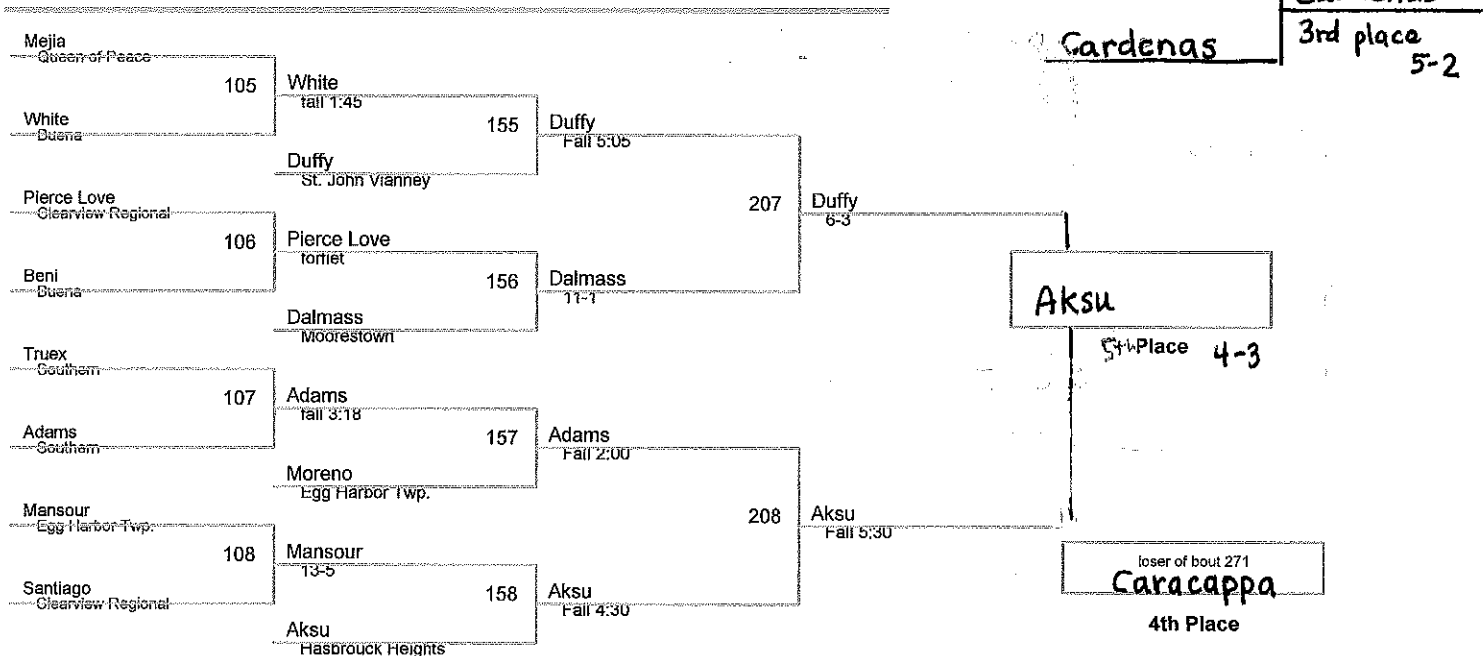 Cardenas
3rd place
5-2
Mejia
Queen of Peace
105
White
fall 1:45
White
Buena
155
Duffy
Fall 5:05
Duffy
St. John Vianney
Pierce Love
Clearview Regional
207
Duffy
6-3
106
Pierce Love
forfiet
Beni
Buena
156
Dalmass
11-1
Aksu
Dalmass
Moorestown
5th Place 4-3
Truex
Southern
107
Adams
fall 3:18
Adams
Southern
157
Adams
Fall 2:00
Moreno
Egg Harbor Twp.
Mansour
Egg Harbor Twp.
208
Aksu
Fall 5:30
108
Mansour
13-5
loser of bout 271
Caracappa
Santiago
Clearview Regional
158
Aksu
Fall 4:30
4th Place
Aksu
Hasbrouck Heights